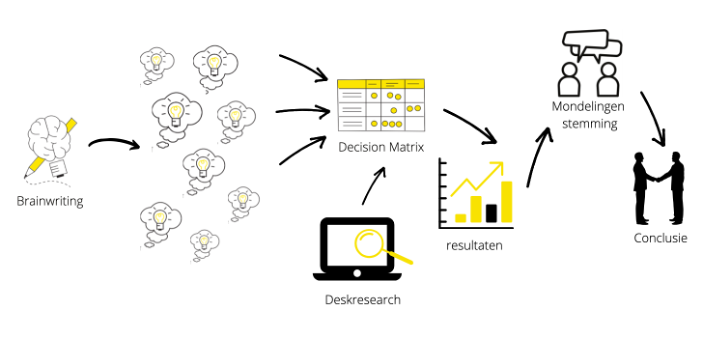 Brainwriting
Decision Matrix
Deskresearch
resultaten
Mondelingen
stemming
Conclusie